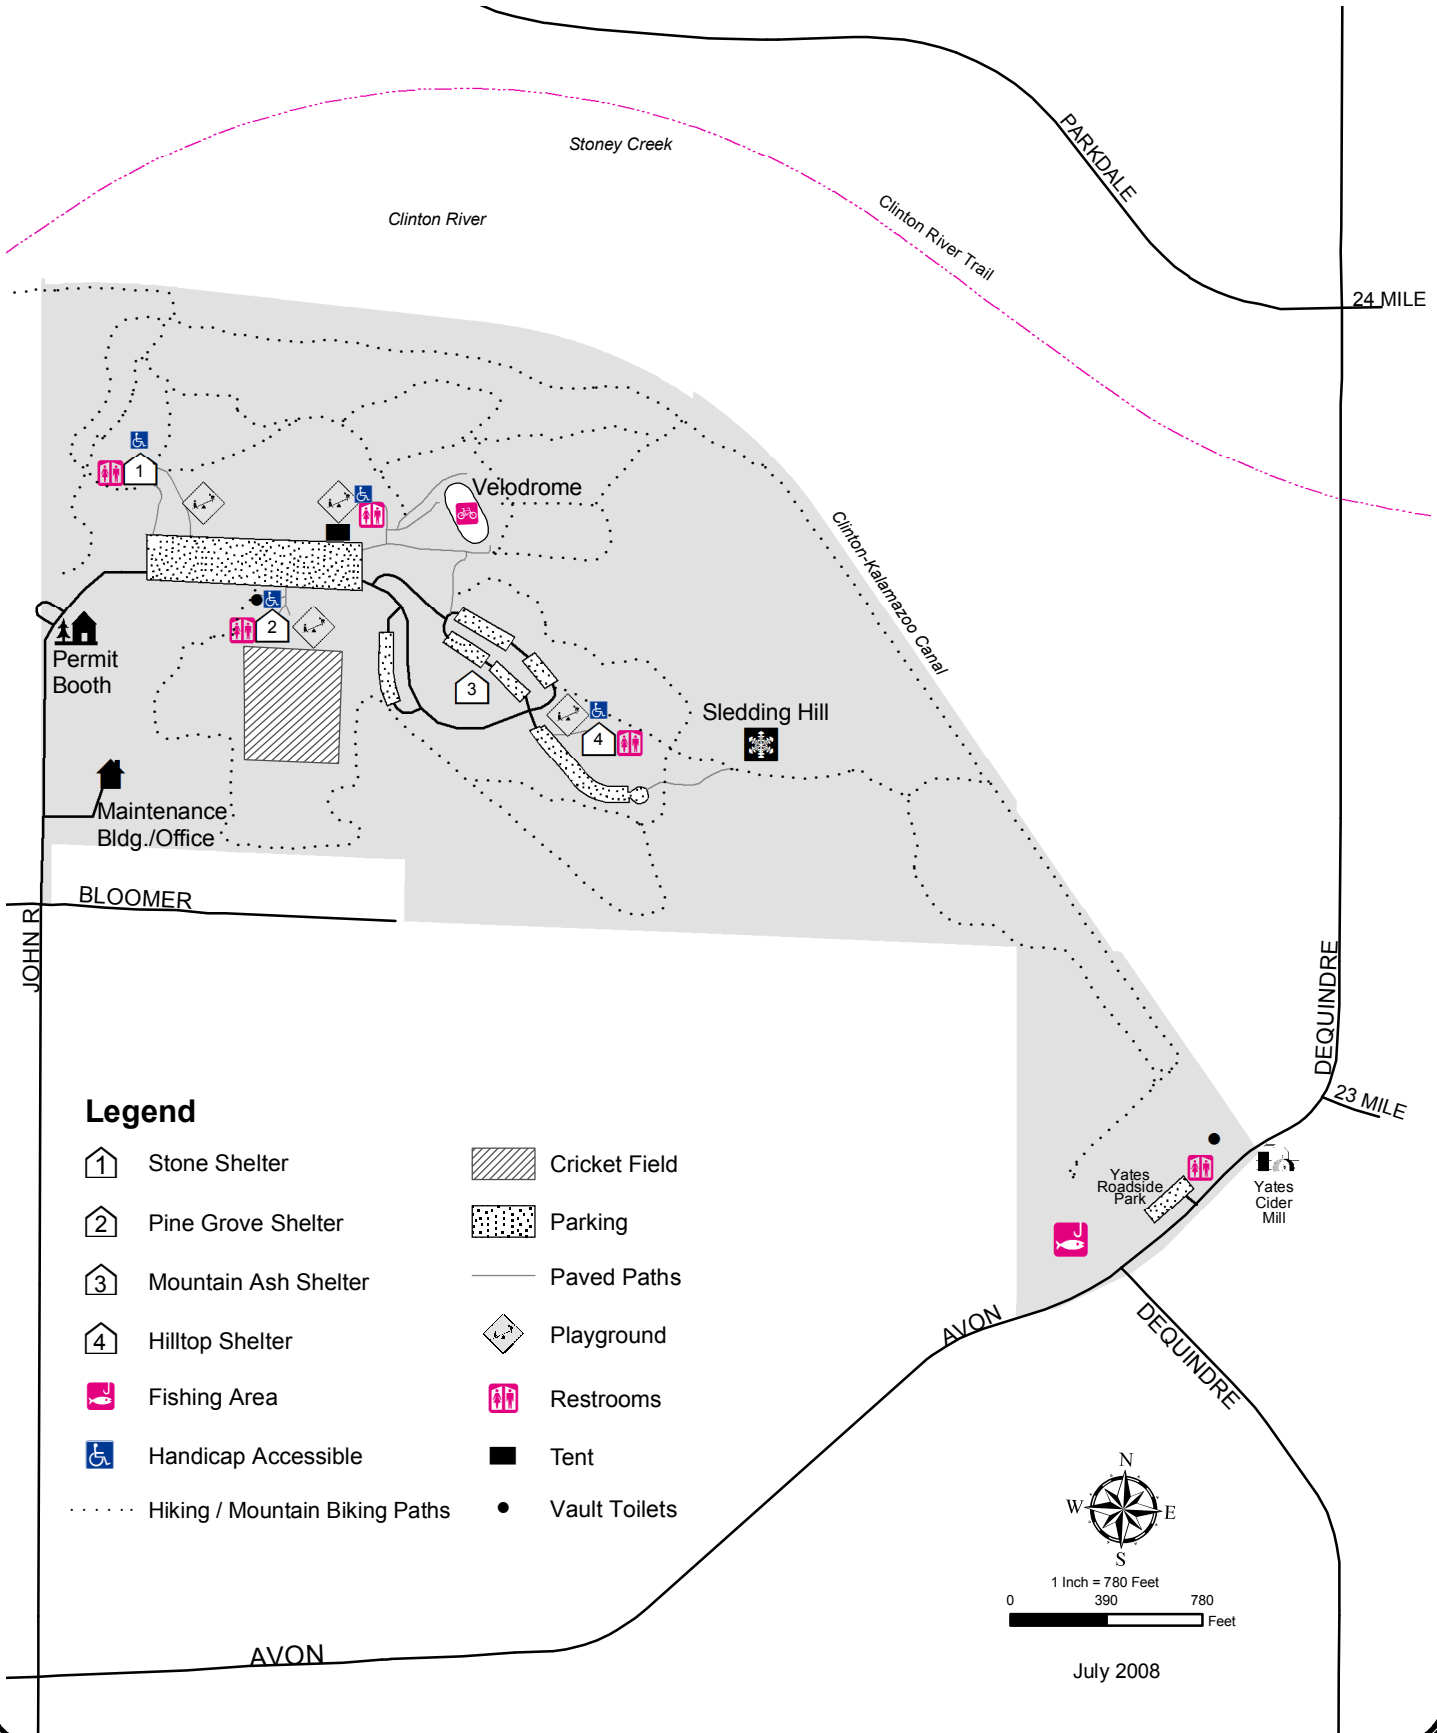 Stoney Creek
Clinton River
PARKDALE
Clinton River Trail
24 MILE
1
Velodrome
Clinton-Kalamazoo Canal
2
Permit
Booth
3
4
Sledding Hill
Maintenance
Bldg./Office
BLOOMER
JOHN R
DEQUINDRE
23 MILE
Yates
Roadside
Park
Yates
Cider
Mill
AVON
DEQUINDRE
Legend
1 Stone Shelter
2 Pine Grove Shelter
3 Mountain Ash Shelter
4 Hilltop Shelter
Fishing Area
Handicap Accessible
Hiking / Mountain Biking Paths
Cricket Field
Parking
Paved Paths
Playground
Restrooms
Tent
Vault Toilets
N
W E
S
1 Inch = 780 Feet
0 390 780
Feet
AVON
July 2008